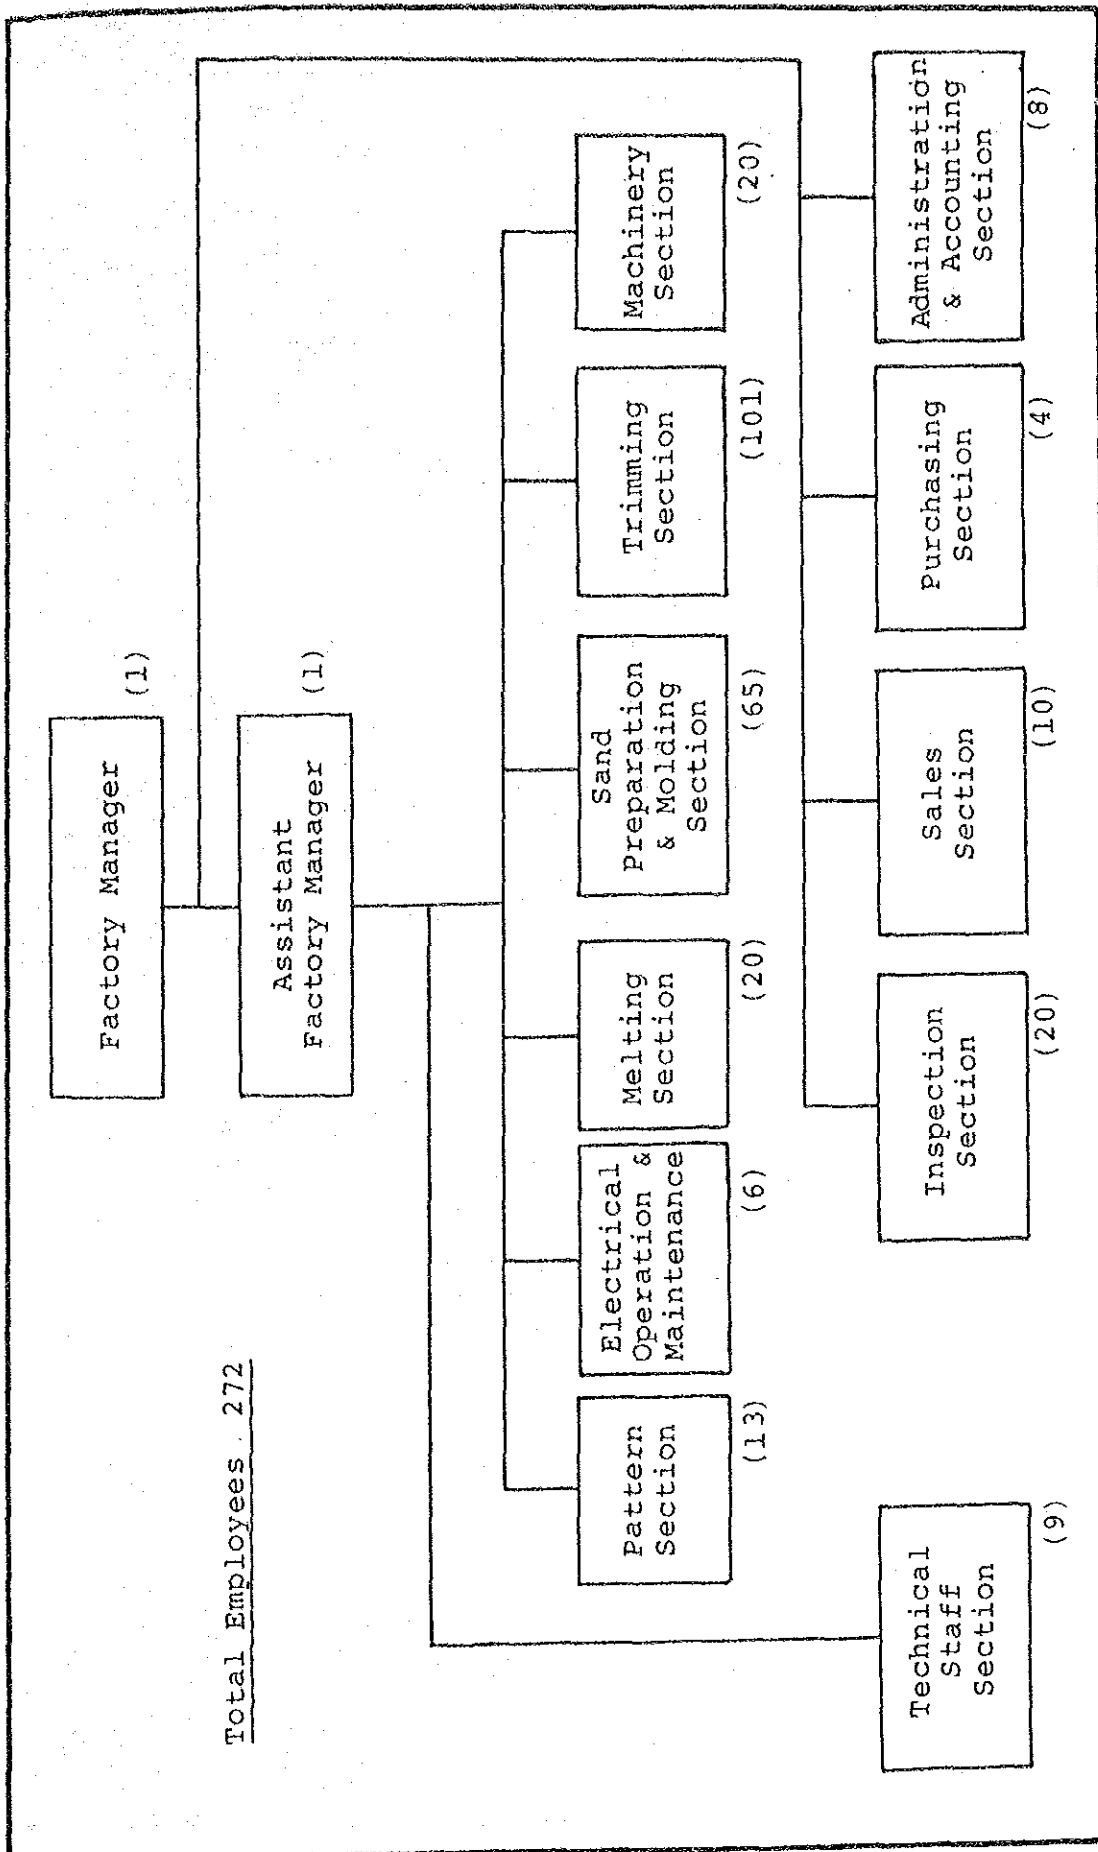 Factory Manager
(1)
Assistant
Factory Manager
(1)
Total Employees 272
Pattern
Section
(13)
Electrical
Operation &
Maintenance
(6)
Melting
Section
(20)
Sand
Preparation
& Molding
Section
(65)
Trimming
Section
(101)
Machinery
Section
(20)
Technical
Staff
Section
(9)
Inspection
Section
(20)
Sales
Section
(10)
Purchasing
Section
(4)
Administration
& Accounting
Section
(8)